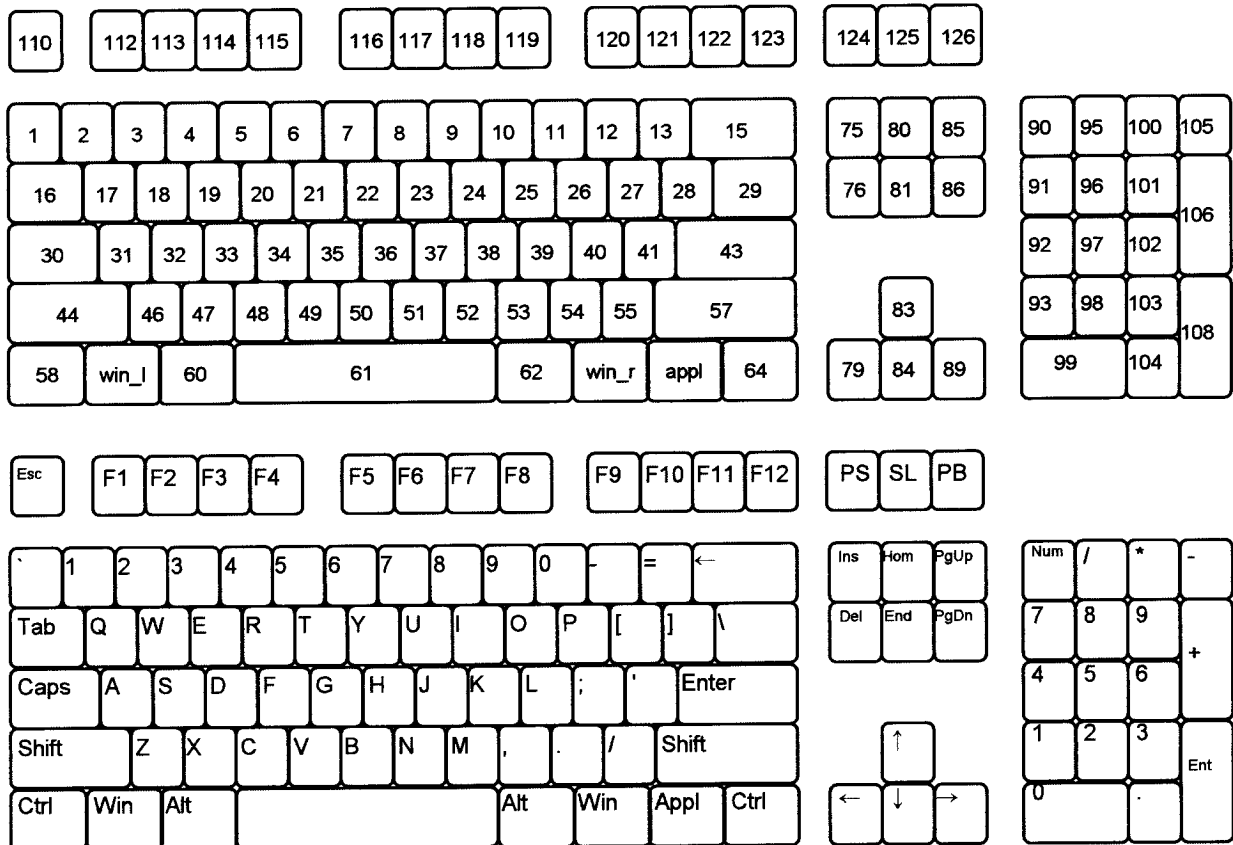 110 112 113 114 115 116 117 118 119 120 121 122 123 124 125 126
1 2 3 4 5 6 7 8 9 10 11 12 13 15 75 80 85 90 95 100 105
16 17 18 19 20 21 22 23 24 25 26 27 28 29 76 81 86 91 96 101
106
30 31 32 33 34 35 36 37 38 39 40 41 43 92 97 102
44 46 47 48 49 50 51 52 53 54 55 57 83 93 98 103
108
58 win_l 60 61 62 win_r appl 64 79 84 89 99 104
Esc F1 F2 F3 F4 F5 F6 F7 F8 F9 F10 F11 F12 PS SL PB
` 1 2 3 4 5 6 7 8 9 0 - = ← Ins Hom PgUp Num / * -
Tab Q W E R T Y U I O P [ ] \ Del End PgDn 7 8 9
+
Caps A S D F G H J K L ; ' Enter 4 5 6
Shift Z X C V B N M , . / Shift ↑ 1 2 3
Ent
Ctrl Win Alt Alt Win Appl Ctrl ← ↓ → 0 .